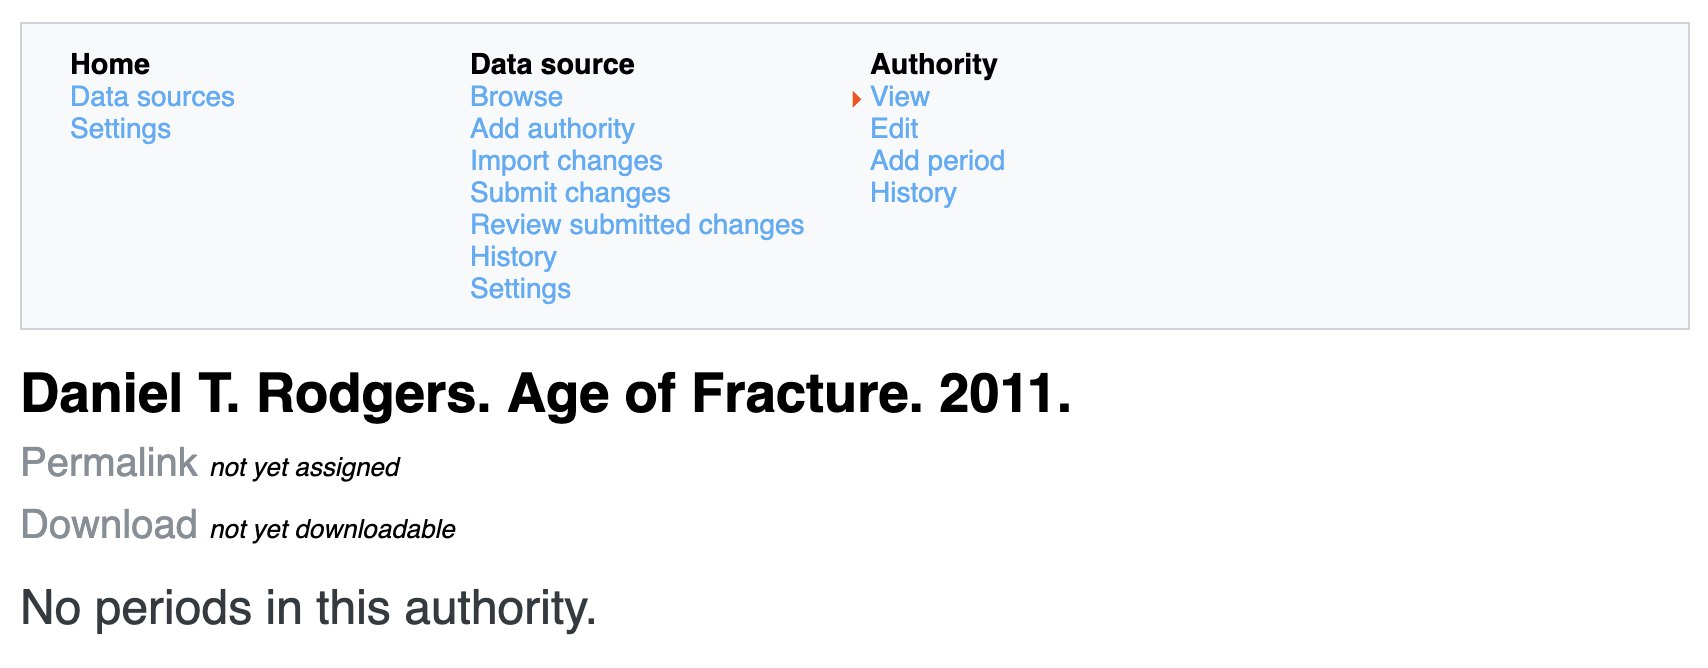 Home
Data sources
Settings
Data source
Browse
Add authority
Import changes
Submit changes
Review submitted changes
History
Settings
Authority
View
Edit
Add period
History
Daniel T. Rodgers. Age of Fracture. 2011.
Permalink not yet assigned
Download not yet downloadable
No periods in this authority.